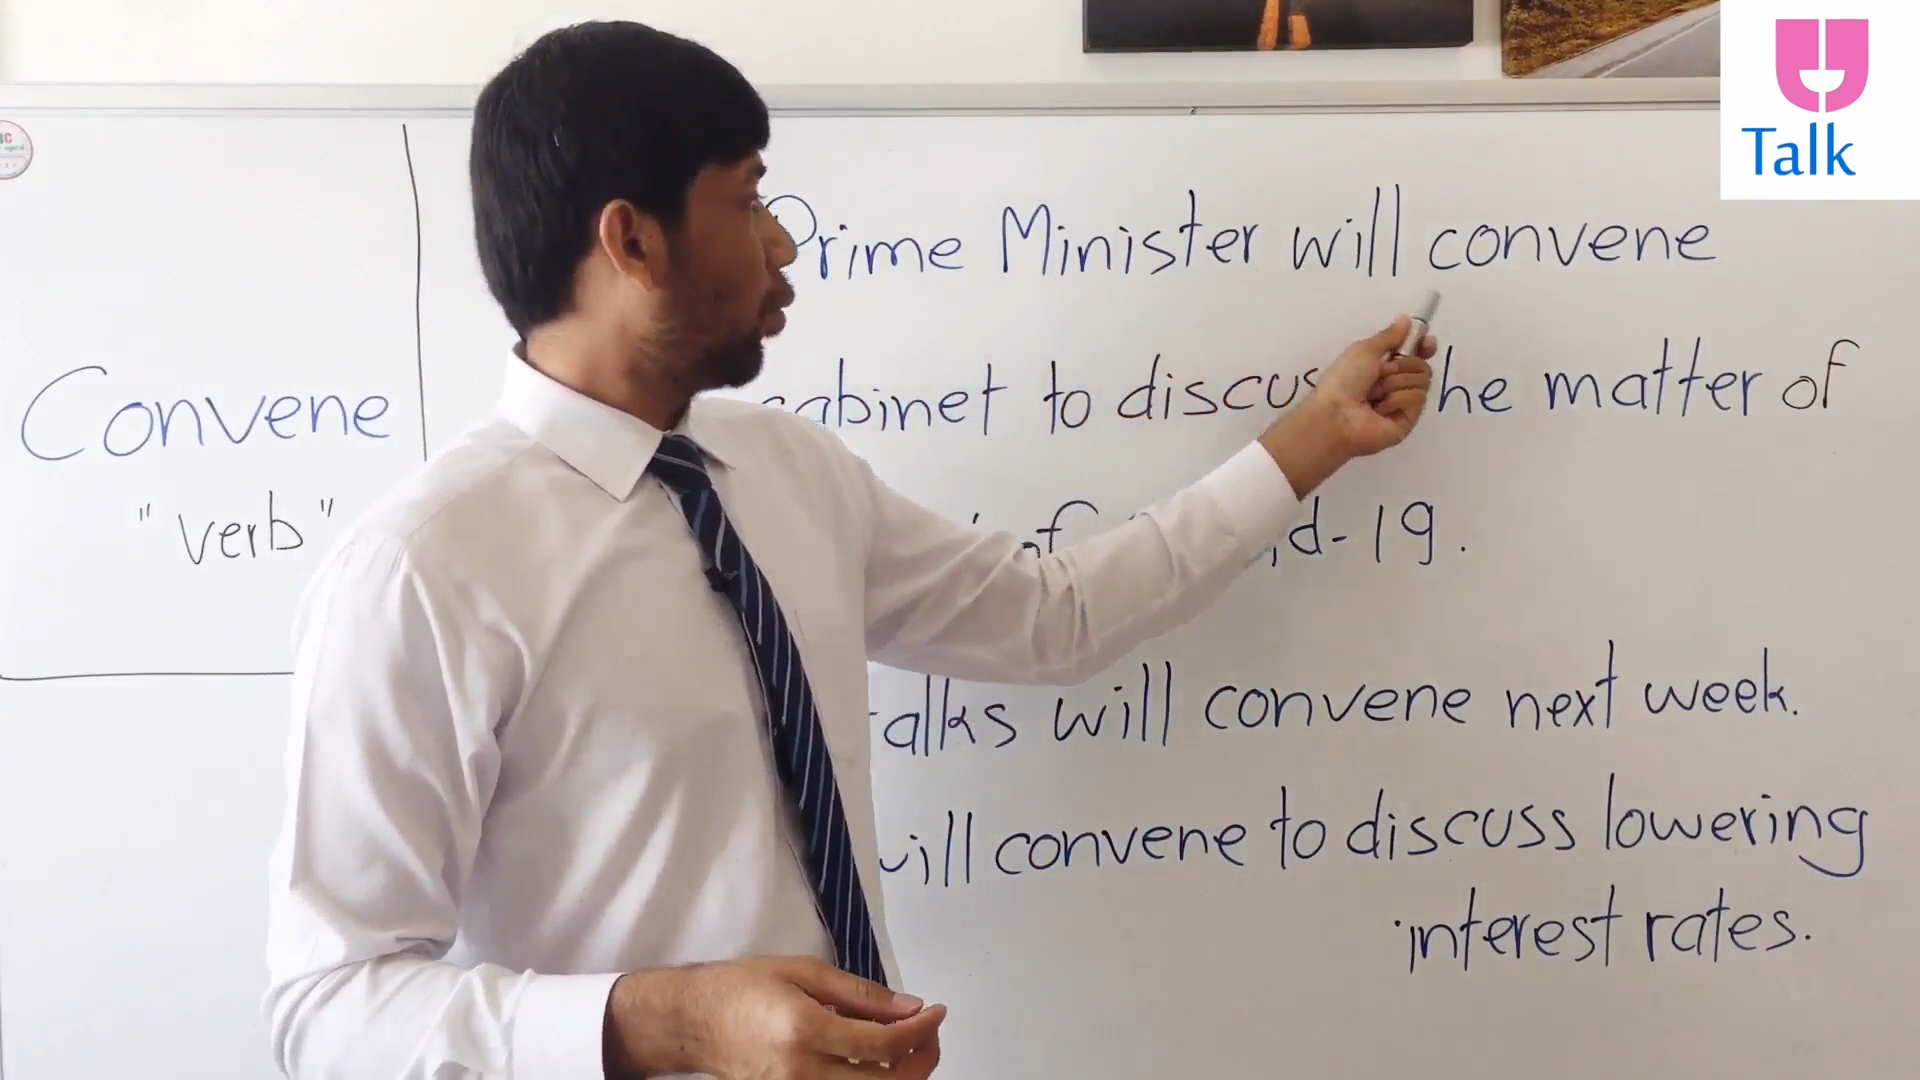 Talk
Prime Minister will convene
Convene
cabinet to discuss the matter of
"verb"
of d-19.
talks will convene next week.
will convene to discuss lowering
interest rates.